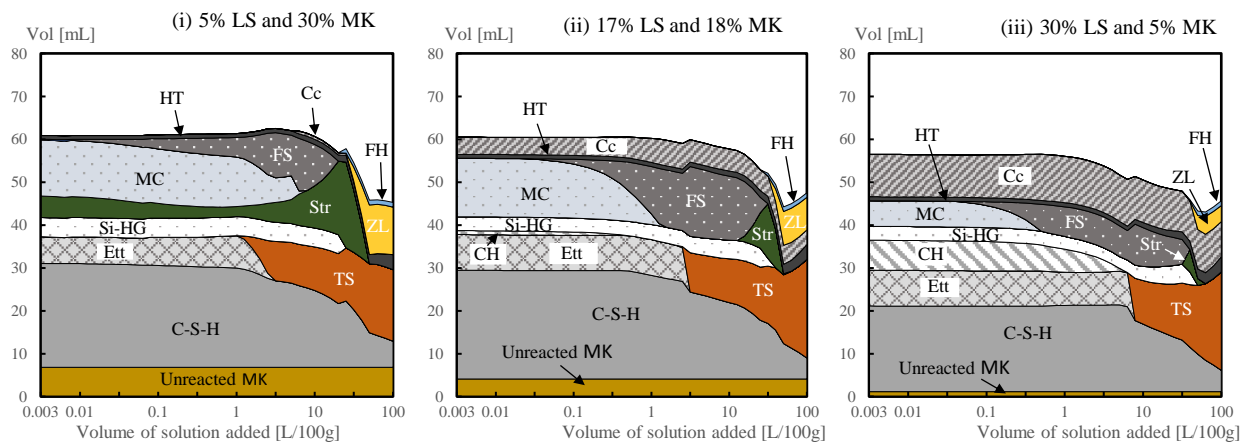 (i) 5% LS and 30% MK
Vol [mL]
80
70
60
50
40
30
20
10
0
HT
Cc
FS
FH
MC
Str
Si-HG
ZL
Ett
TS
C-S-H
Unreacted MK
0.003 0.01 0.1 1 10 100
Volume of solution added [L/100g]
(ii) 17% LS and 18% MK
Vol [mL]
80
70
60
50
40
30
20
10
0
HT
Cc
FH
MC
FS
Si-HG
Str
ZL
CH
Ett
TS
C-S-H
Unreacted MK
0.003 0.01 0.1 1 10 100
Volume of solution added [L/100g]
(iii) 30% LS and 5% MK
Vol [mL]
80
70
60
50
40
30
20
10
0
FH
HT
ZL
Cc
MC
FS
Si-HG
Str
CH
Ett
TS
C-S-H
Unreacted MK
0.003 0.01 0.1 1 10 100
Volume of solution added [L/100g]